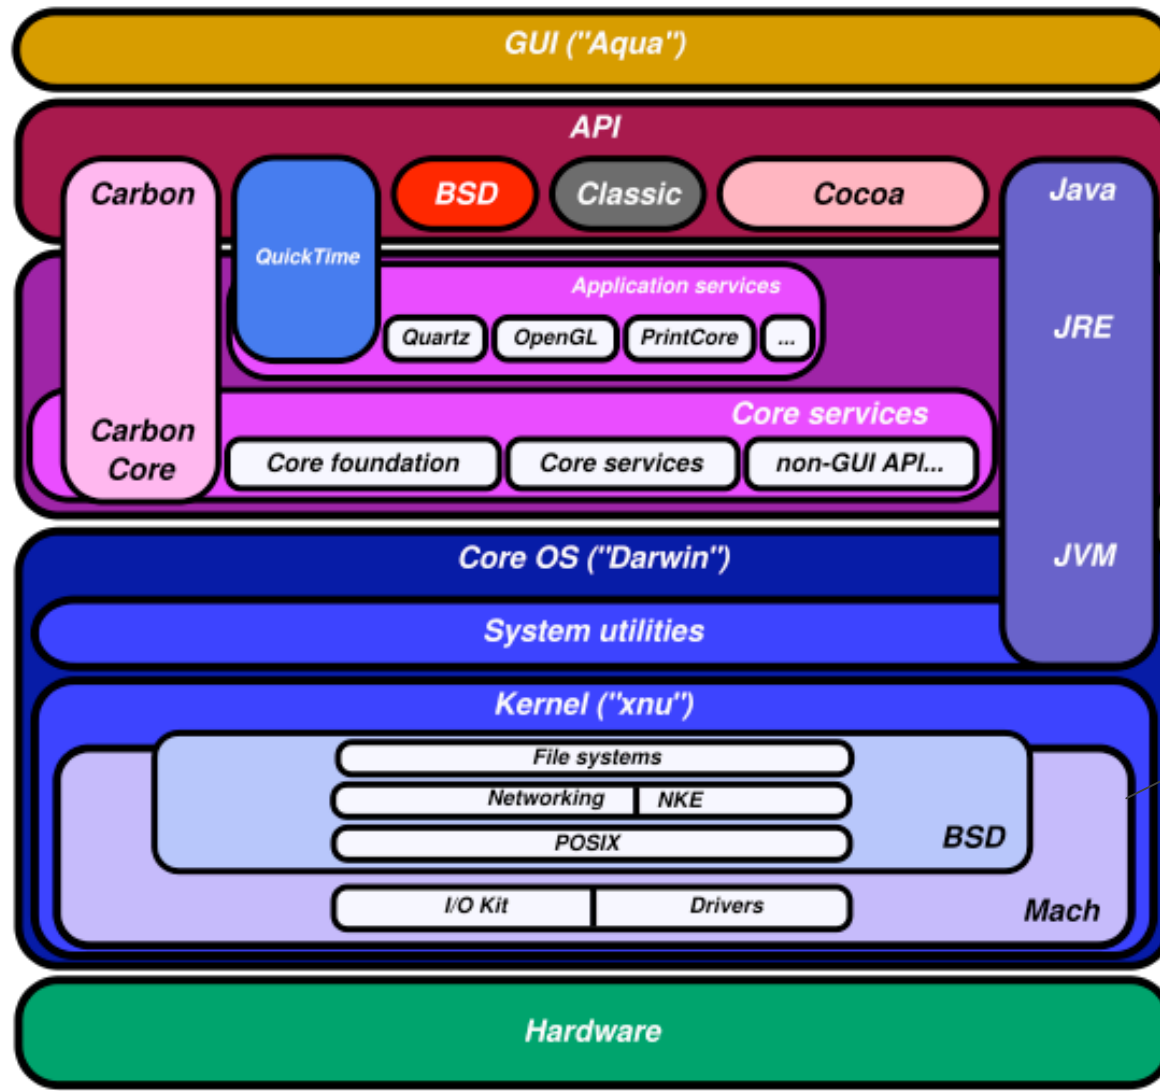 GUI ("Aqua")
API
Carbon
QuickTime
BSD
Classic
Cocoa
Java
Application services
Quartz
OpenGL
PrintCore
...
JRE
Carbon
Core
Core services
Core foundation
Core services
non-GUI API...
Core OS ("Darwin")
JVM
System utilities
Kernel ("xnu")
File systems
Networking
NKE
POSIX
BSD
I/O Kit
Drivers
Mach
Hardware